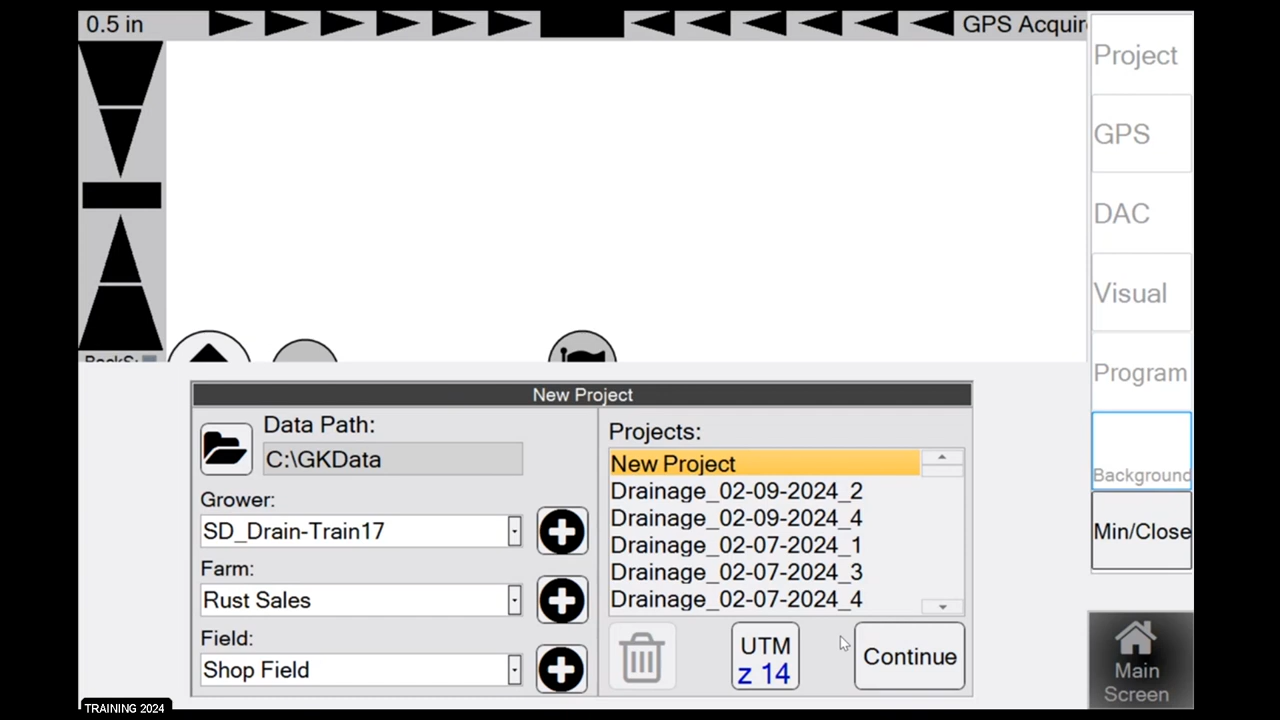 0.5 in
GPS Acquir
Project
GPS
DAC
Visual
Program
Background
Min/Close
Main
Screen
BackS:
New Project
Data Path:
C:\GKData
Grower:
SD_Drain-Train17
Farm:
Rust Sales
Field:
Shop Field
Projects:
New Project
Drainage_02-09-2024_2
Drainage_02-09-2024_4
Drainage_02-07-2024_1
Drainage_02-07-2024_3
Drainage_02-07-2024_4
UTM
z 14
Continue
TRAINING 2024